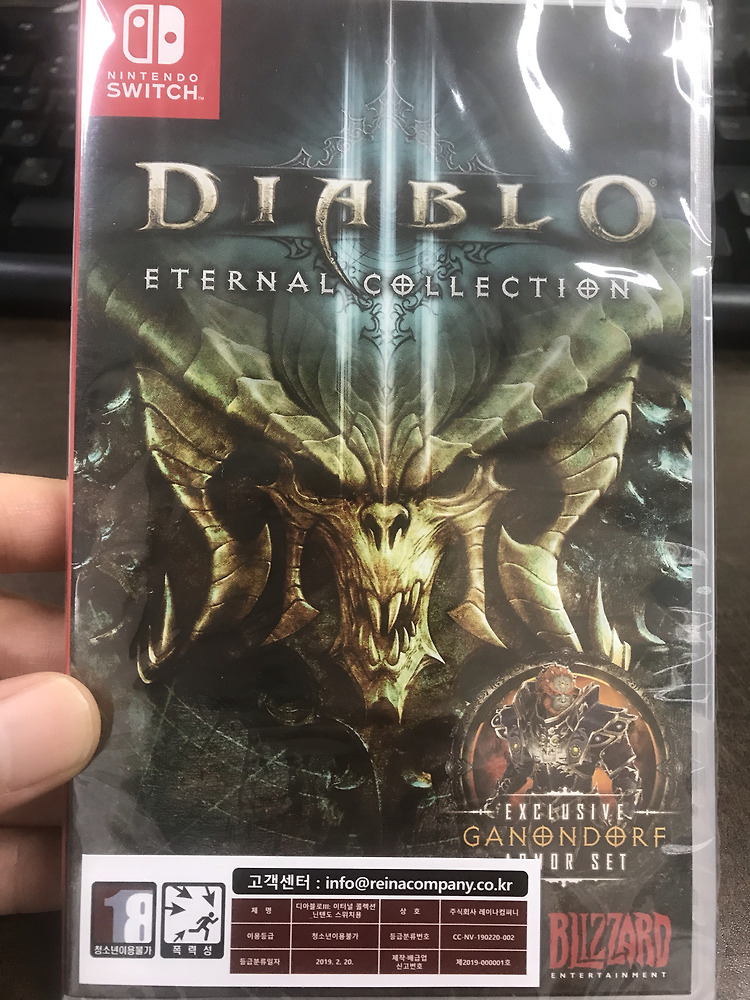 NINTENDO
SWITCH™
DIABLO®
III
ETERNAL COLLECTION
EXCLUSIVE
GANONDORF
ARMOR SET
고객센터 : info@reinacompany.co.kr
18
청소년이용불가
폭력성
제 명 디아블로III: 이터널 콜렉션 닌텐도 스위치용 상 호 주식회사 레이나컴퍼니
이용등급 청소년이용불가 등급분류번호 CC-NV-190220-002
등급분류일자 2019. 2. 20. 제작·배급업 신고번호 제2019-000001호
BLIZZARD
ENTERTAINMENT